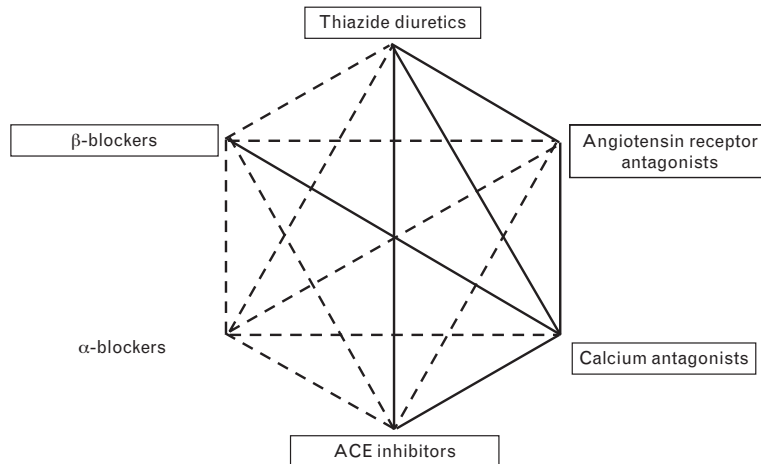 Thiazide diuretics
β-blockers
Angiotensin receptor
antagonists
α-blockers
Calcium antagonists
ACE inhibitors